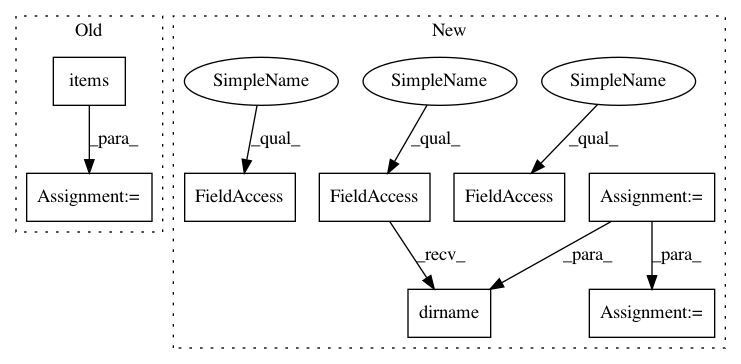 Old
New
items
SimpleName
SimpleName
SimpleName
_para_
_qual_
_qual_
_qual_
Assignment:=
FieldAccess
FieldAccess
FieldAccess
Assignment:=
_recv_
_para_
_para_
dirname
Assignment:=